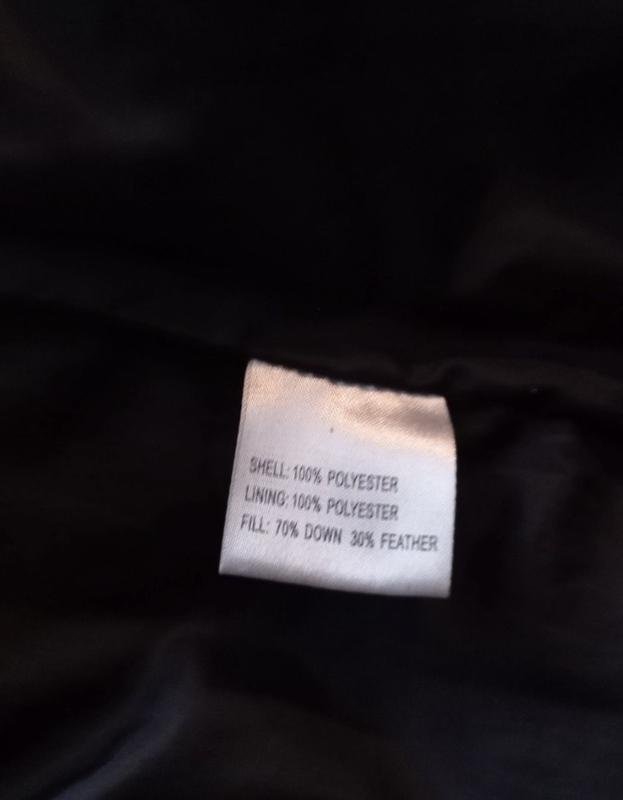 SHELL: 100% POLYESTER
LINING: 100% POLYESTER
FILL: 70% DOWN 30% FEATHER